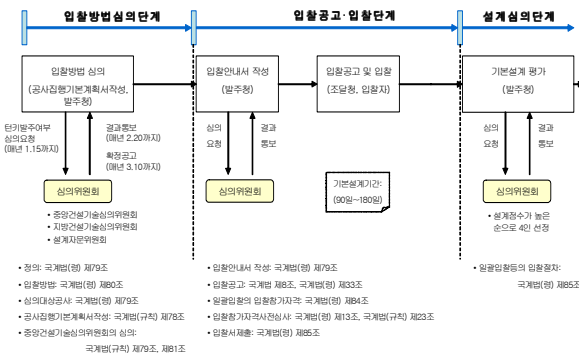 입찰방법심의단계
입찰공고·입찰단계
설계심의단계
입찰방법 심의
(공사집행기본계획서작성,
발주청)
입찰안내서 작성
(발주청)
입찰공고 및 입찰
(조달청, 입찰자)
기본설계 평가
(발주청)
턴키발주여부
심의요청
(매년 1.15까지)
결과통보
(매년 2.20까지)
확정공고
(매년 3.10까지)
심의
요청
결과
통보
심의
요청
결과
통보
심의위원회
심의위원회
기본설계기간:
(90일~180일)
심의위원회
• 중앙건설기술심의위원회
• 지방건설기술심의위원회
• 설계자문위원회
• 설계점수가 높은
순으로 4인 선정
• 정의: 국계법(령) 제79조
• 입찰방법: 국계법(령) 제80조
• 심의대상공사: 국계법(령) 제79조
• 공사집행기본계획서작성: 국계법(규칙) 제78조
• 중앙건설기술심의위원회의 심의:
국계법(규칙) 제79조, 제81조
• 입찰안내서 작성: 국계법(령) 제79조
• 입찰공고: 국계법 제8조, 국계법(령) 제33조
• 일괄입찰의 입찰참가자격: 국계법(령) 제84조
• 입찰참가자격사전심사: 국계법(령) 제13조, 국계법(규칙) 제23조
• 입찰서제출: 국계법(령) 제85조
• 일괄입찰등의 입찰절차:
국계법(령) 제85조